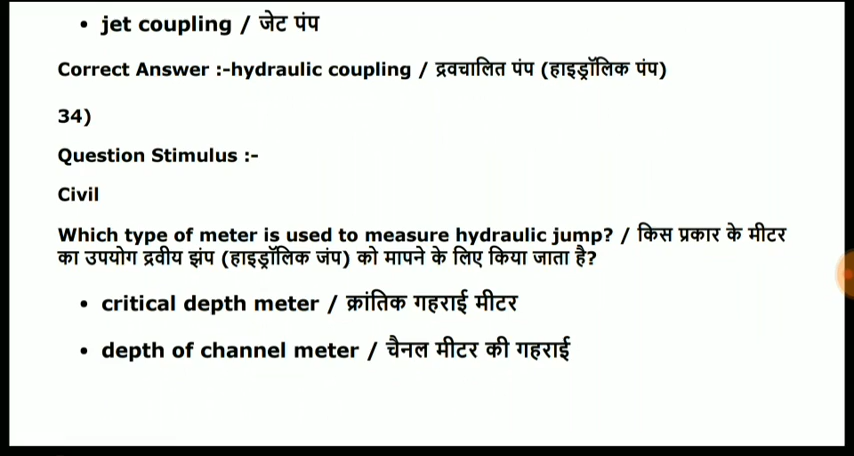 • jet coupling / जेट पंप
Correct Answer :-hydraulic coupling / द्रवचालित पंप (हाइड्रॉलिक पंप)
34)
Question Stimulus :-
Civil
Which type of meter is used to measure hydraulic jump? / किस प्रकार के मीटर
का उपयोग द्रवीय झंप (हाइड्रॉलिक जंप) को मापने के लिए किया जाता है?
• critical depth meter / क्रांतिक गहराई मीटर
• depth of channel meter / चैनल मीटर की गहराई